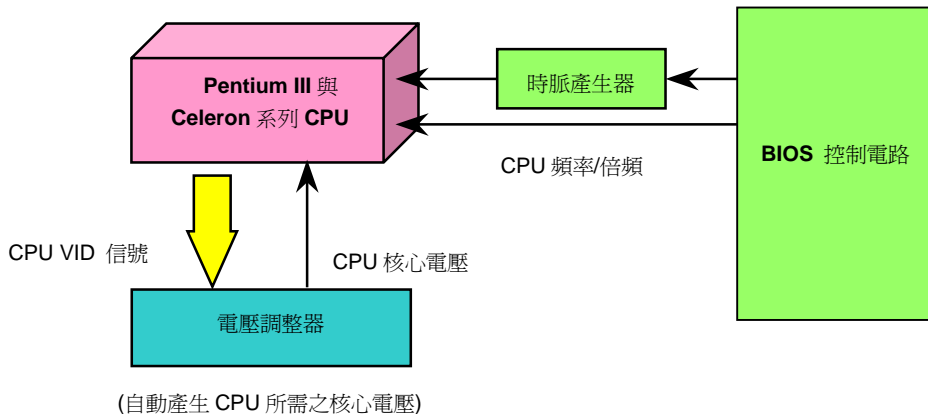 Pentium III 與
Celeron 系列 CPU
時脈產生器
BIOS 控制電路
CPU 頻率/倍頻
CPU VID 信號
CPU 核心電壓
電壓調整器
(自動產生 CPU 所需之核心電壓)